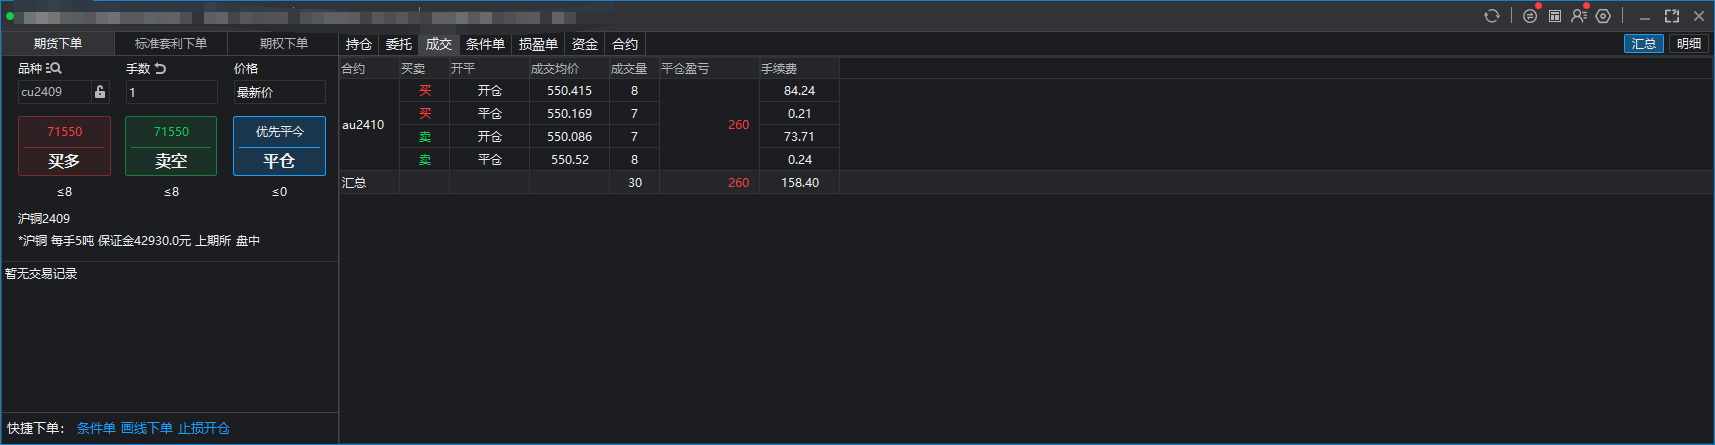 期货下单 标准套利下单 期权下单 持仓 委托 成交 条件单 损盈单 资金 合约 汇总 明细
品种 手数 价格
cu2409 1 最新价
71550 71550 优先平今
买多 卖空 平仓
≤8 ≤8 ≤0
沪铜2409
*沪铜 每手5吨 保证金42930.0元 上期所 盘中
暂无交易记录
快捷下单： 条件单 画线下单 止损开仓
合约 买卖 开平 成交均价 成交量 平仓盈亏 手续费
买 开仓 550.415 8 84.24
买 平仓 550.169 7 0.21
au2410 260
卖 开仓 550.086 7 73.71
卖 平仓 550.52 8 0.24
汇总 30 260 158.40